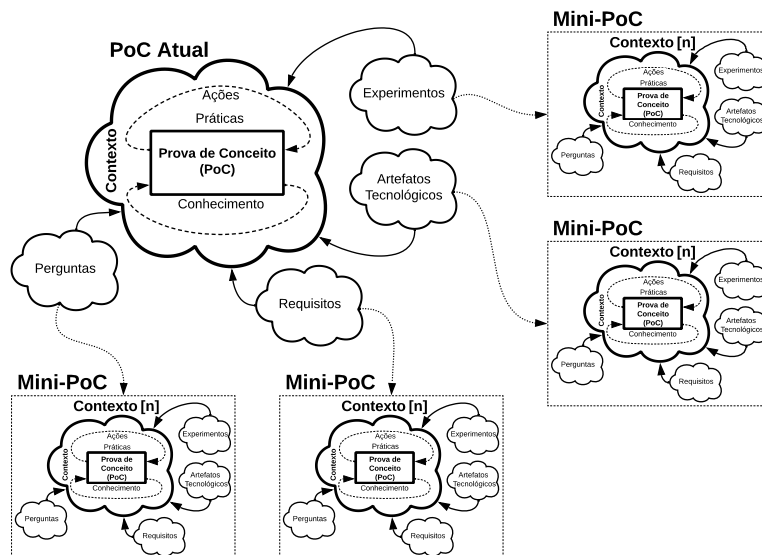 PoC Atual
Ações
Práticas
Contexto
Prova de Conceito
(PoC)
Conhecimento
Experimentos
Artefatos
Tecnológicos
Perguntas
Requisitos
Mini-PoC
Contexto [n]
Ações
Práticas
Contexto
Prova de
Conceito
(PoC)
Conhecimento
Experimentos
Artefatos
Tecnológicos
Perguntas
Requisitos
Mini-PoC
Contexto [n]
Ações
Práticas
Contexto
Prova de
Conceito
(PoC)
Conhecimento
Experimentos
Artefatos
Tecnológicos
Perguntas
Requisitos
Mini-PoC
Contexto [n]
Ações
Práticas
Contexto
Prova de
Conceito
(PoC)
Conhecimento
Experimentos
Artefatos
Tecnológicos
Perguntas
Requisitos
Mini-PoC
Contexto [n]
Ações
Práticas
Contexto
Prova de
Conceito
(PoC)
Conhecimento
Experimentos
Artefatos
Tecnológicos
Perguntas
Requisitos